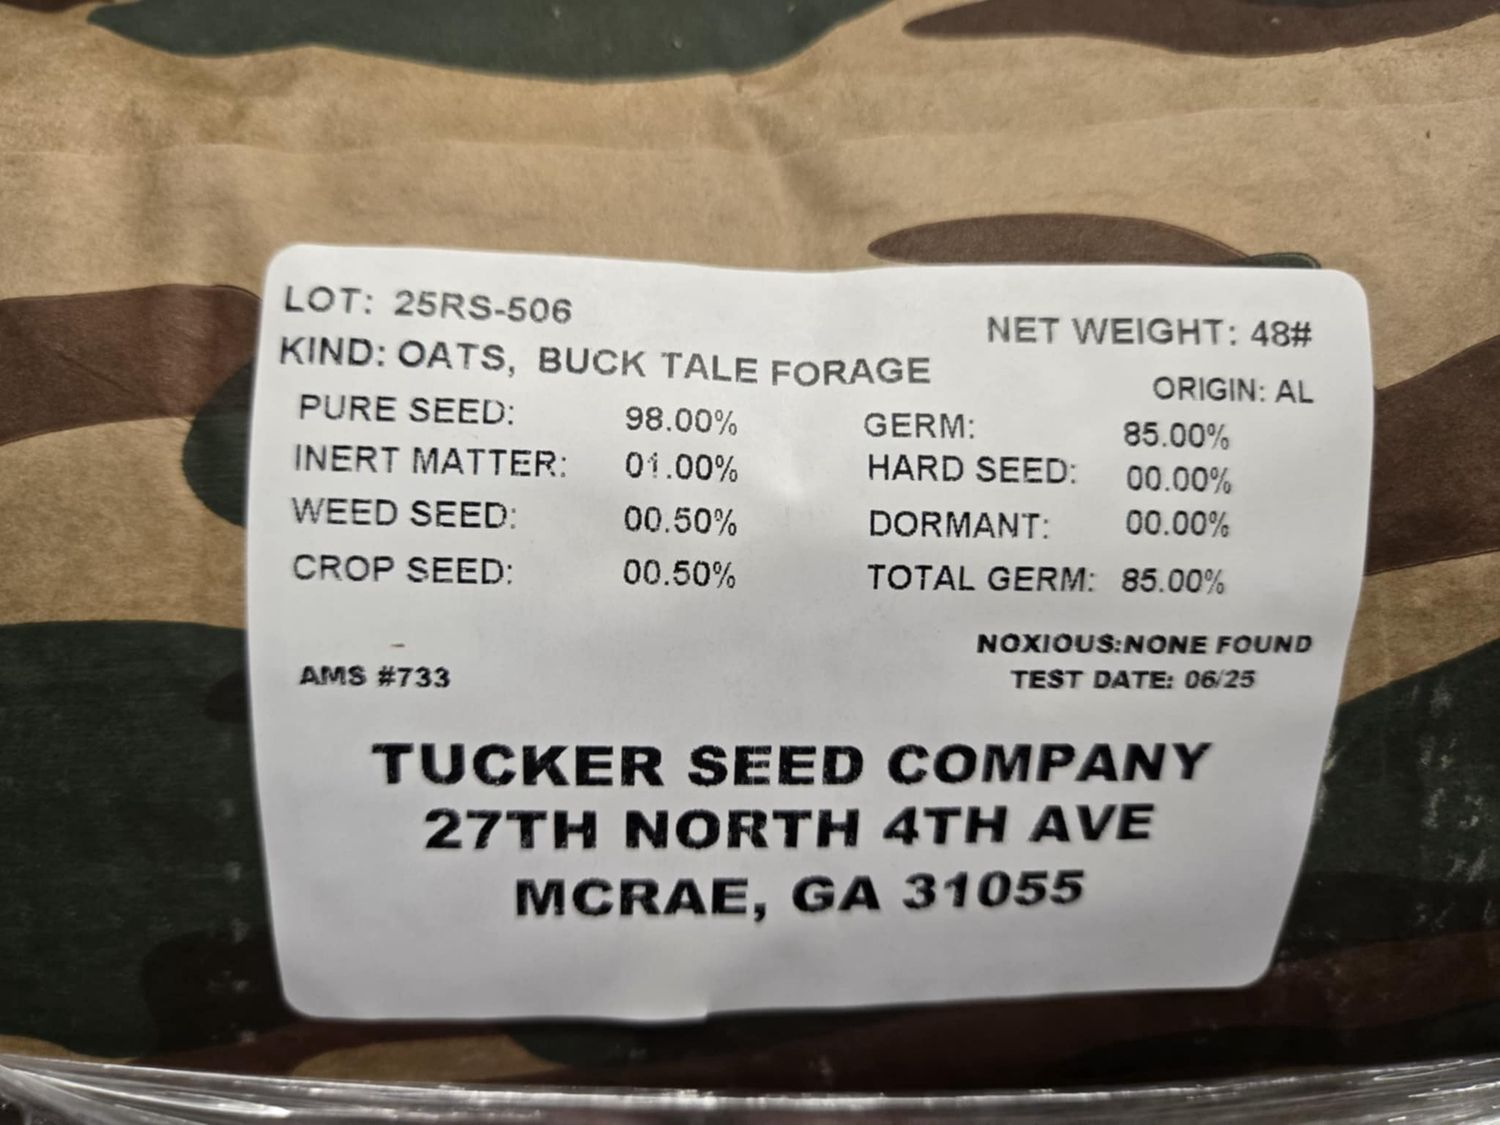 LOT: 25RS-506
NET WEIGHT: 48#
KIND: OATS, BUCK TALE FORAGE
ORIGIN: AL
PURE SEED: 98.00% GERM: 85.00%
INERT MATTER: 01.00% HARD SEED: 00.00%
WEED SEED: 00.50% DORMANT: 00.00%
CROP SEED: 00.50% TOTAL GERM: 85.00%
NOXIOUS:NONE FOUND
AMS #733 TEST DATE: 06/25
TUCKER SEED COMPANY
27TH NORTH 4TH AVE
MCRAE, GA 31055